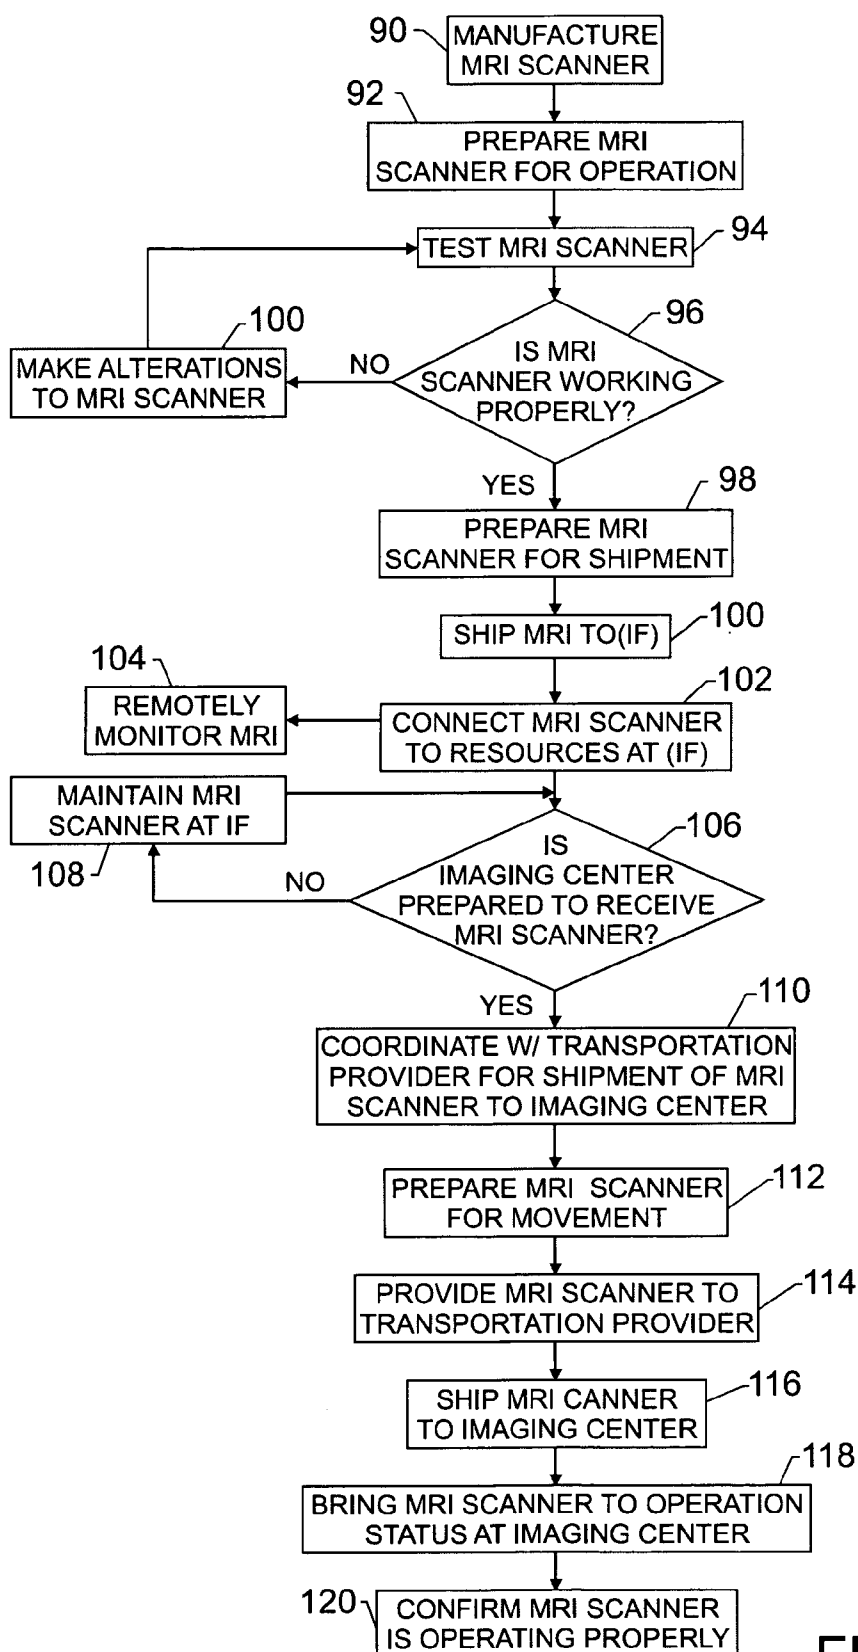 90
MANUFACTURE
MRI SCANNER
92
PREPARE MRI
SCANNER FOR OPERATION
TEST MRI SCANNER
94
96
IS MRI
SCANNER WORKING
PROPERLY?
NO
100
MAKE ALTERATIONS
TO MRI SCANNER
YES
98
PREPARE MRI
SCANNER FOR SHIPMENT
100
SHIP MRI TO(IF)
102
CONNECT MRI SCANNER
TO RESOURCES AT (IF)
104
REMOTELY
MONITOR MRI
MAINTAIN MRI
SCANNER AT IF
108
106
IS
IMAGING CENTER
PREPARED TO RECEIVE
MRI SCANNER?
NO
YES
110
COORDINATE W/ TRANSPORTATION
PROVIDER FOR SHIPMENT OF MRI
SCANNER TO IMAGING CENTER
PREPARE MRI SCANNER
FOR MOVEMENT
112
PROVIDE MRI SCANNER TO
TRANSPORTATION PROVIDER
114
SHIP MRI CANNER
TO IMAGING CENTER
116
118
BRING MRI SCANNER TO OPERATION
STATUS AT IMAGING CENTER
120
CONFIRM MRI SCANNER
IS OPERATING PROPERLY